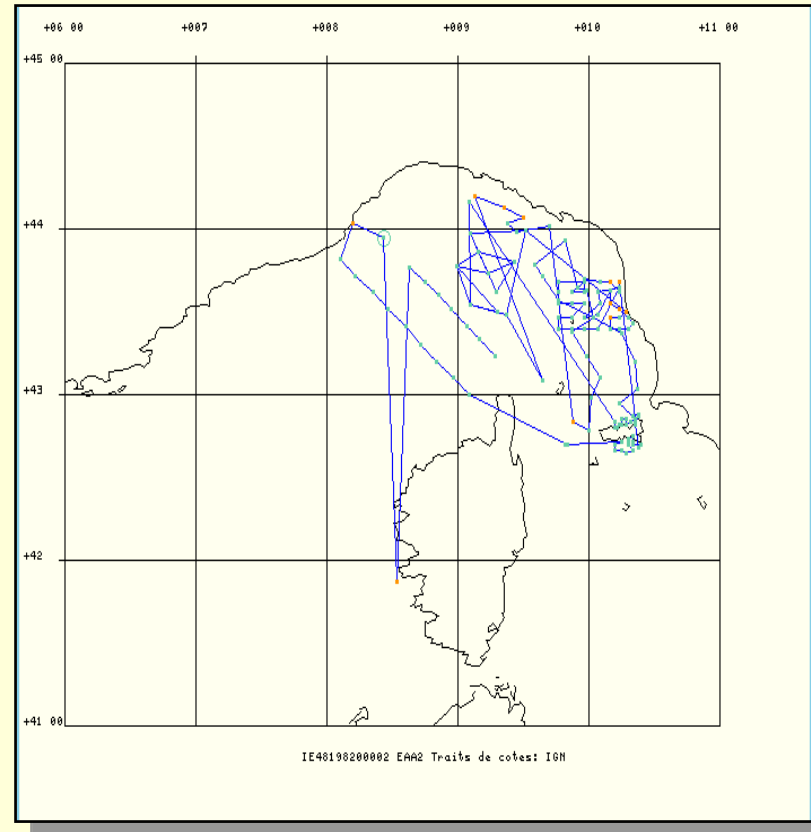 +06 00 +007 +008 +009 +010 +11 00
+45 00
+44
+43
+42
+41 00
IE48198200002 EAA2 Traits de cotes: IGN